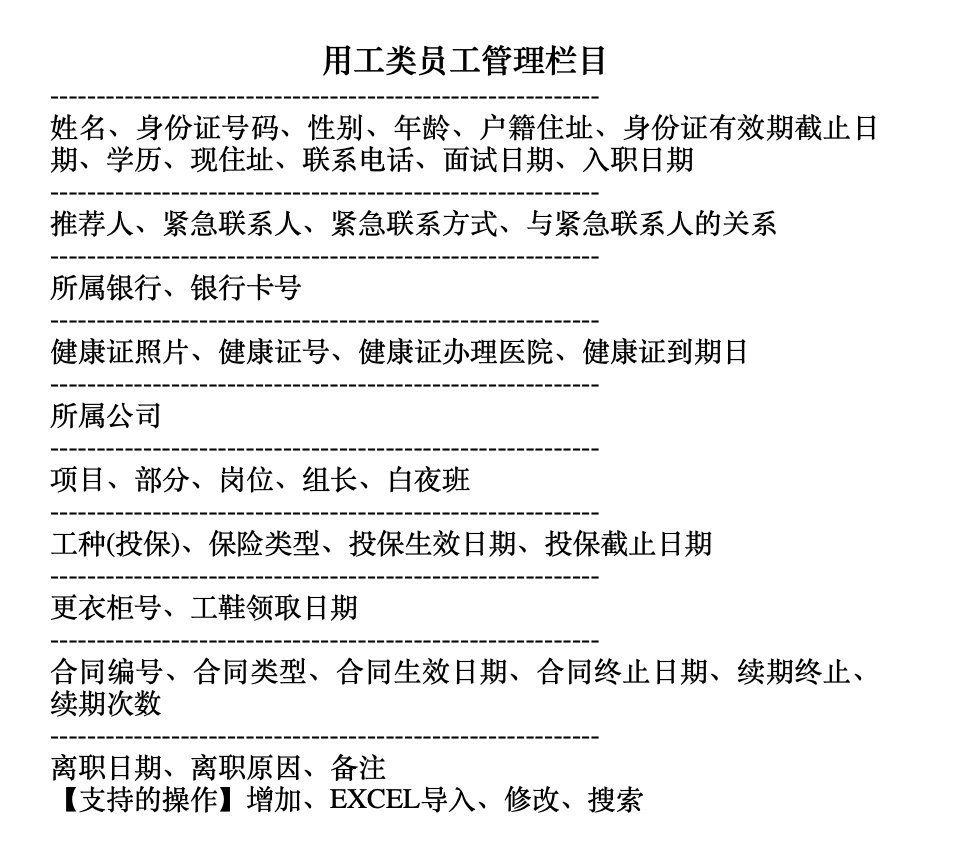 用工类员工管理栏目
------------------------------------------------------------
姓名、身份证号码、性别、年龄、户籍住址、身份证有效期截止日
期、学历、现住址、联系电话、面试日期、入职日期
------------------------------------------------------------
推荐人、紧急联系人、紧急联系方式、与紧急联系人的关系
------------------------------------------------------------
所属银行、银行卡号
------------------------------------------------------------
健康证照片、健康证号、健康证办理医院、健康证到期日
------------------------------------------------------------
所属公司
------------------------------------------------------------
项目、部分、岗位、组长、白夜班
------------------------------------------------------------
工种(投保)、保险类型、投保生效日期、投保截止日期
------------------------------------------------------------
更衣柜号、工鞋领取日期
------------------------------------------------------------
合同编号、合同类型、合同生效日期、合同终止日期、续期终止、
续期次数
------------------------------------------------------------
离职日期、离职原因、备注
【支持的操作】增加、EXCEL导入、修改、搜索